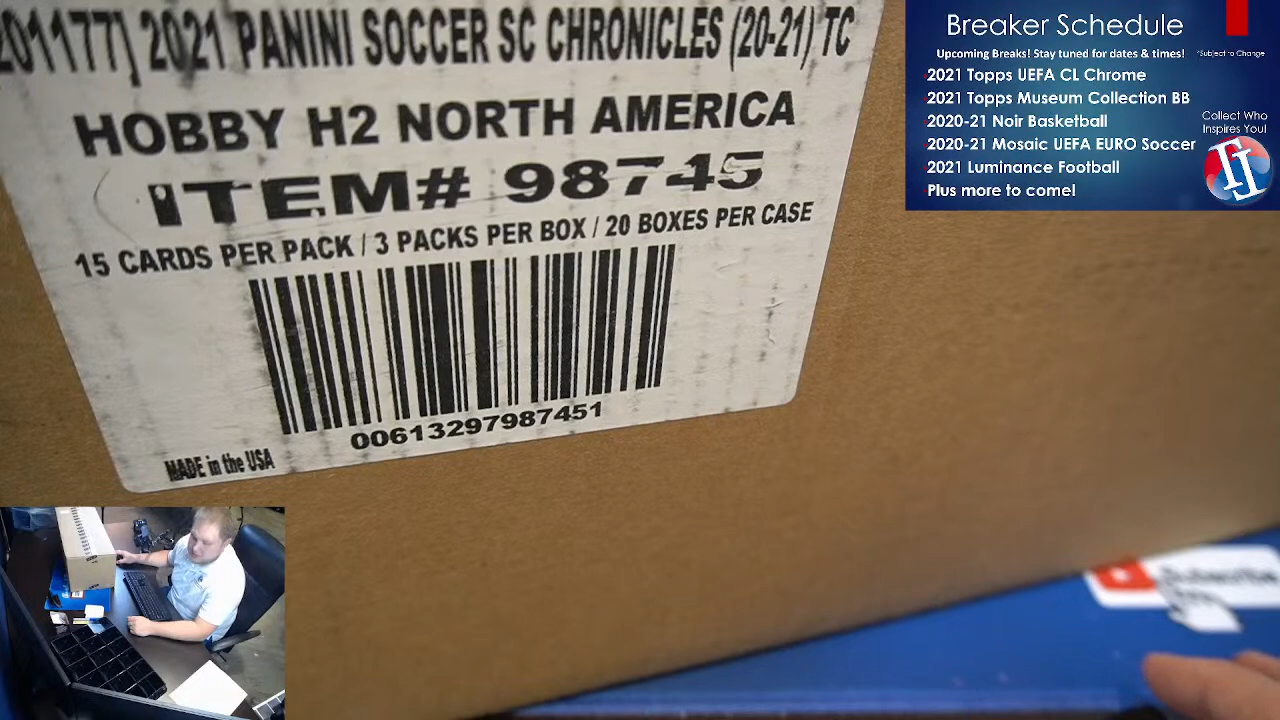 201177] 2021 PANINI SOCCER SC CHRONICLES (20-21) TC
HOBBY H2 NORTH AMERICA
ITEM# 98745
15 CARDS PER PACK / 3 PACKS PER BOX / 20 BOXES PER CASE
00613297987451
MADE in the USA
Breaker Schedule
Upcoming Breaks! Stay tuned for dates & times!
*Subject to Change
2021 Topps UEFA CL Chrome
2021 Topps Museum Collection BB
2020-21 Noir Basketball
2020-21 Mosaic UEFA EURO Soccer
2021 Luminance Football
Plus more to come!
Collect Who
Inspires You!